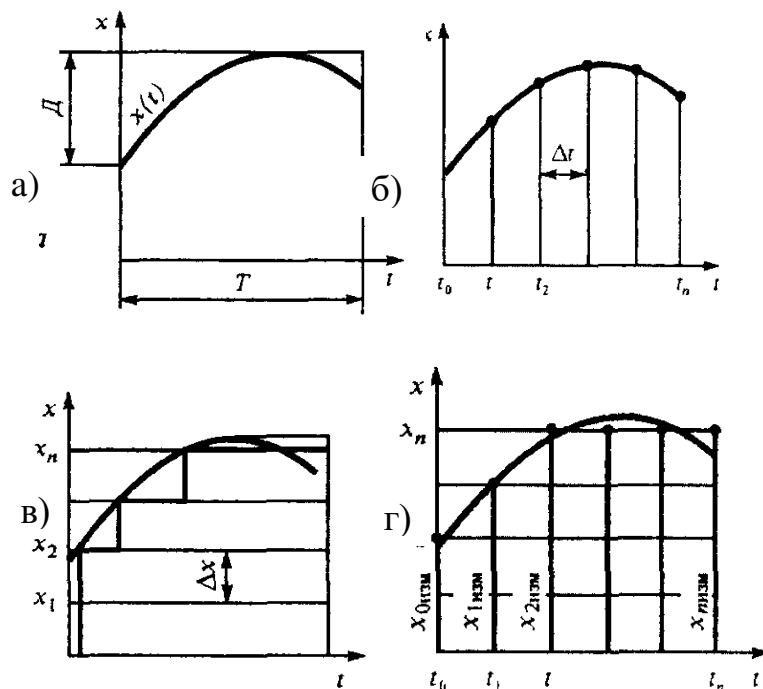 x
Д
x(t)
а)
t
T
б)
Δt
t₀ t t₂ tₙ t
x
xₙ
в)
x₂
Δx
x₁
t
x
xₙ
г)
x₀изм x₁изм x₂изм xₙизм
t₀ t₁ t tₙ t